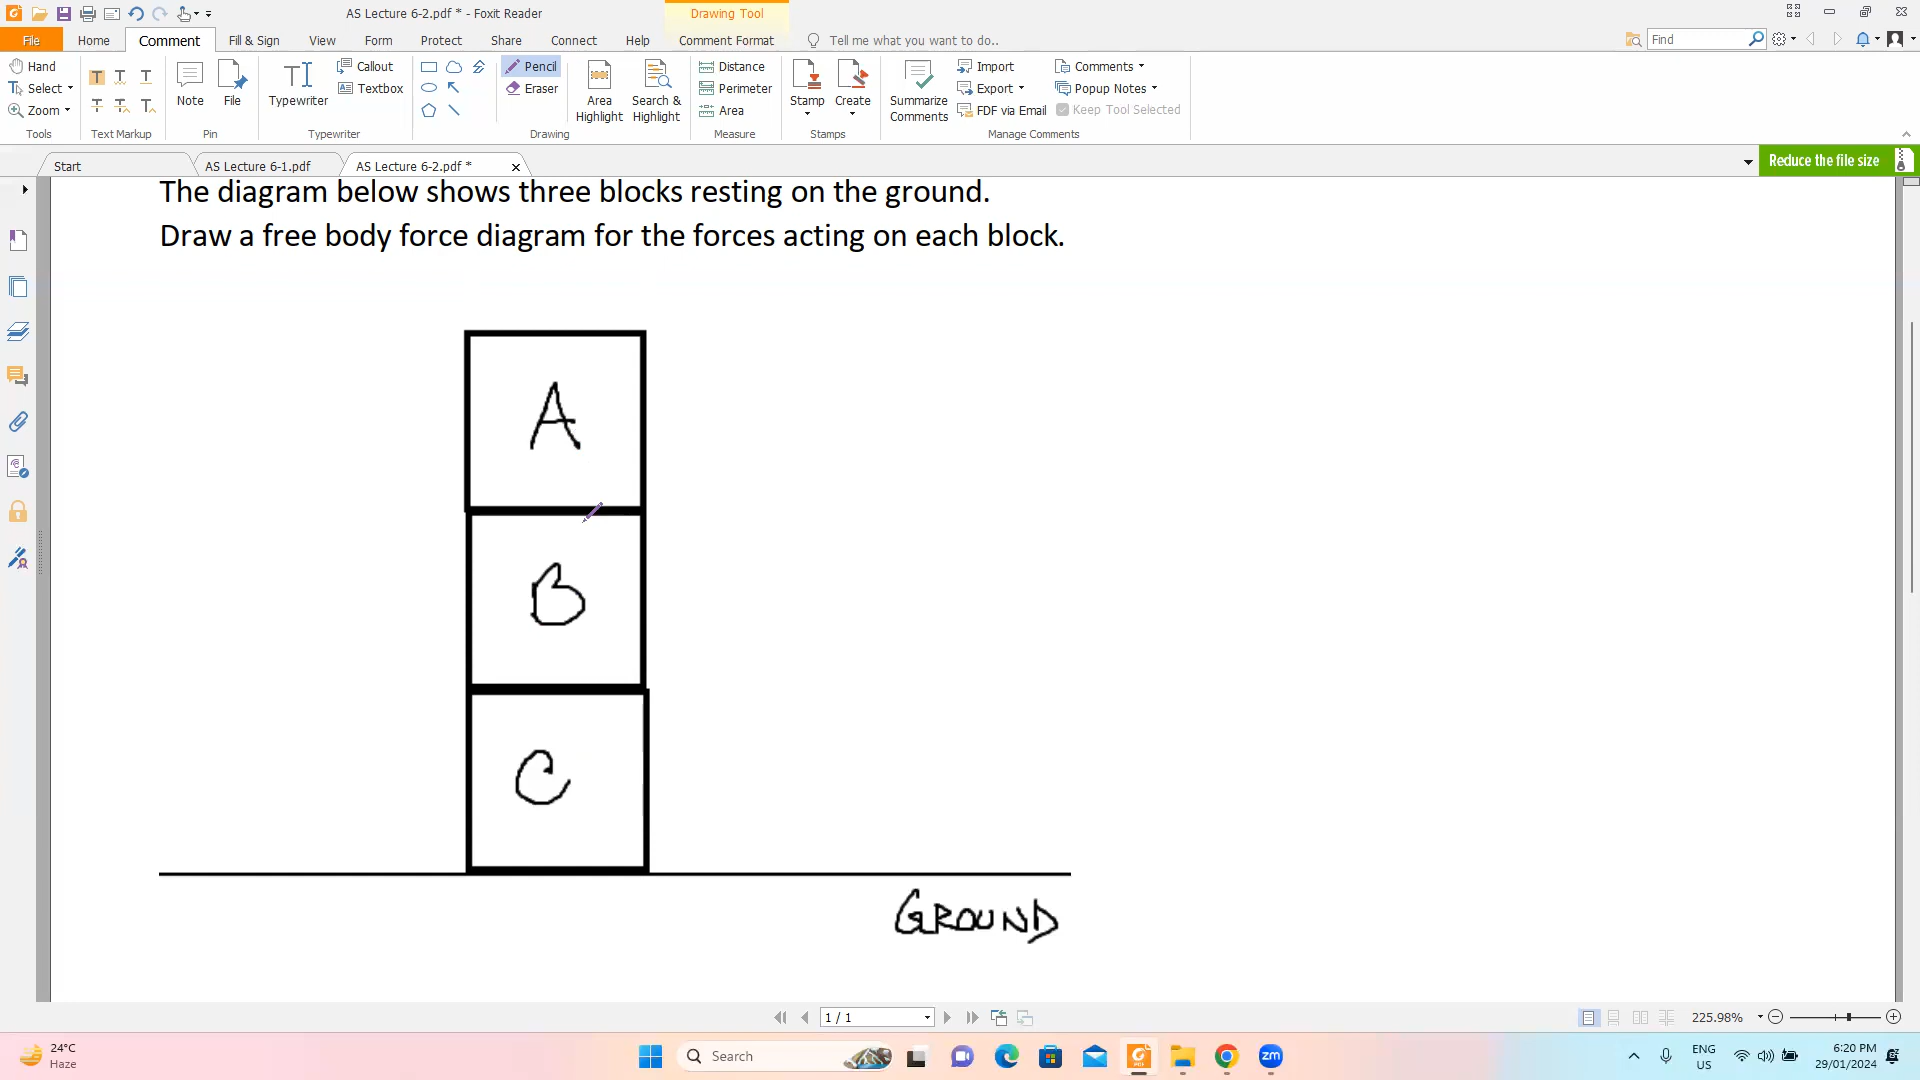 AS Lecture 6-2.pdf * - Foxit Reader
Drawing Tool
File Home Comment Fill & Sign View Form Protect Share Connect Help Comment Format Tell me what you want to do.. Find
Hand Callout Pencil Distance Import Comments
Select Note File Typewriter Textbox Eraser Area Highlight Search & Highlight Perimeter Stamp Create Summarize Comments Export Popup Notes
Zoom Area FDF via Email Keep Tool Selected
Tools Text Markup Pin Typewriter Drawing Measure Stamps Manage Comments
Start AS Lecture 6-1.pdf AS Lecture 6-2.pdf * Reduce the file size
The diagram below shows three blocks resting on the ground.
Draw a free body force diagram for the forces acting on each block.
A
B
C
GROUND
1 / 1 225.98%
24°C
Haze
Search
zm
ENG
US
6:20 PM
29/01/2024